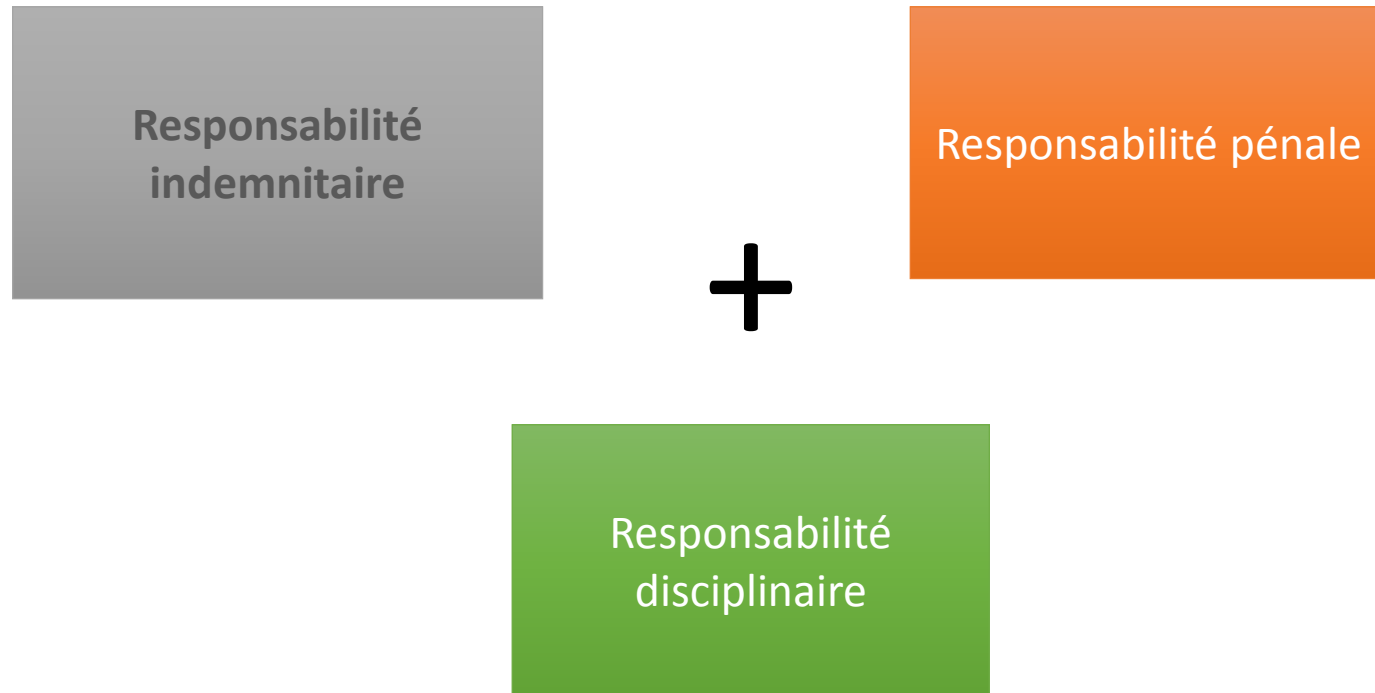 Responsabilité
indemnitaire
Responsabilité pénale
+
Responsabilité
disciplinaire